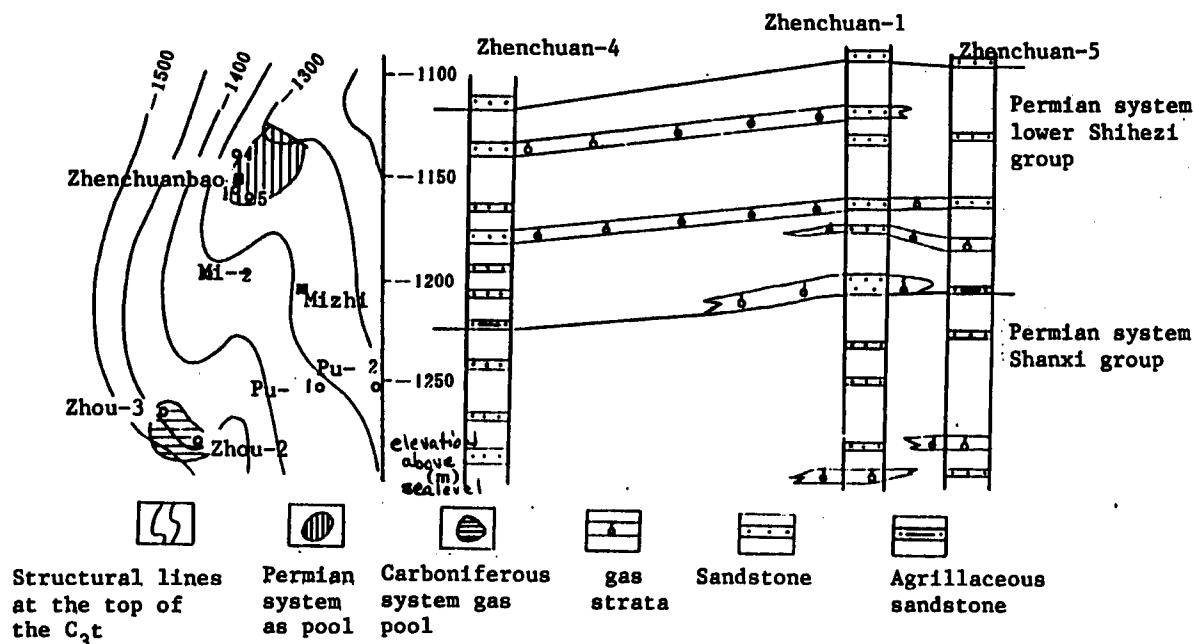 -1500
-1400
-1300
Zhenchuanbao
4
1
5
Mi-2
Mizhi
Pu- 2
Pu- 1
Zhou-3
Zhou-2
--1100
--1150
--1200
--1250
elevation
above
(m)
sealevel
Zhenchuan-4
Zhenchuan-1
Zhenchuan-5
Permian system
lower Shihezi
group
Permian system
Shanxi group
Structural lines
at the top of
the C₃t
Permian
system
as pool
Carboniferous
system gas
pool
gas
strata
Sandstone
Agrillaceous
sandstone